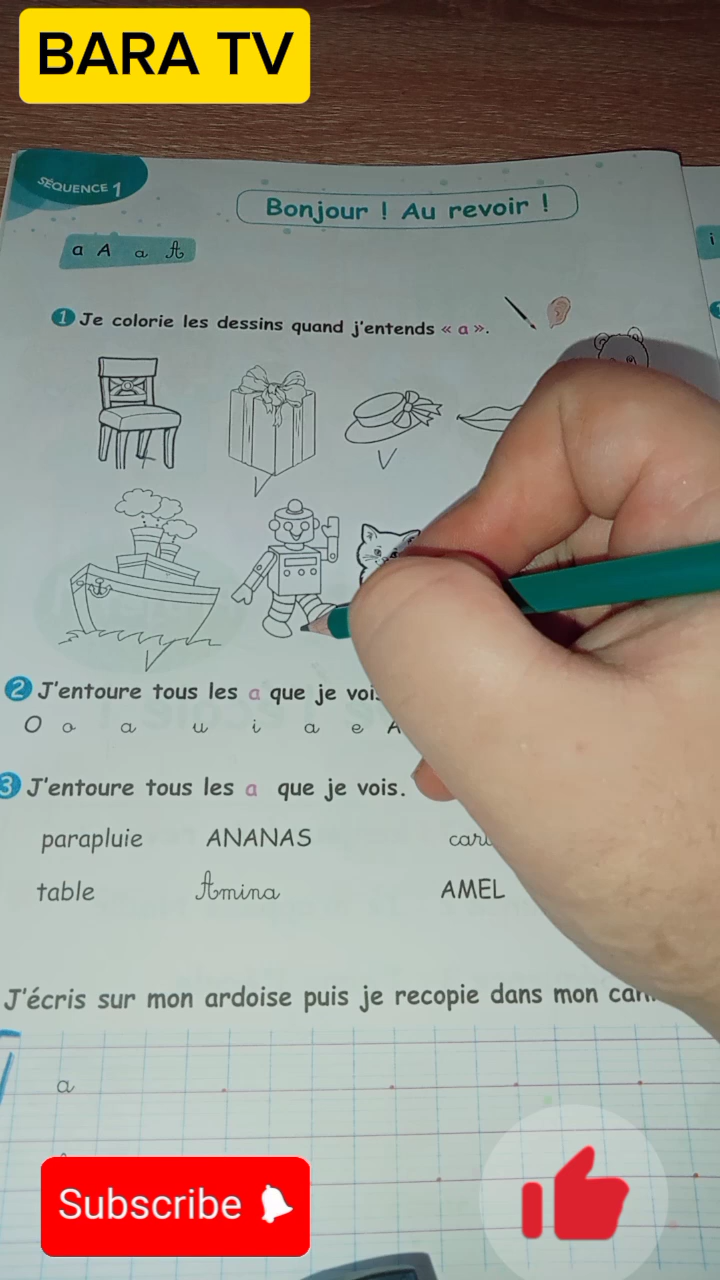 BARA TV
SÉQUENCE 1
Bonjour ! Au revoir !
a A a A
i
1 Je colorie les dessins quand j'entends « a ».
2 J'entoure tous les a que je
O o a u i a e A
3 J'entoure tous les a que je vois.
parapluie ANANAS
table Amina AMEL
J'écris sur mon ardoise puis je recopie dans mon
a
Subscribe